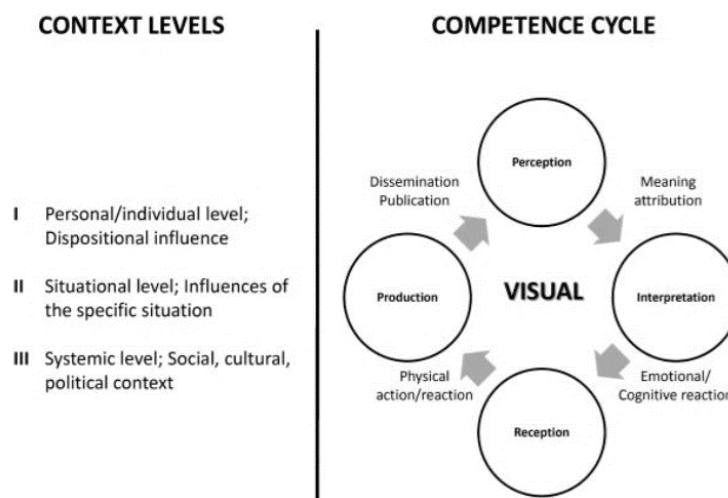 CONTEXT LEVELS
I Personal/individual level;
Dispositional influence
II Situational level; Influences of
the specific situation
III Systemic level; Social, cultural,
political context
COMPETENCE CYCLE
Perception
Dissemination
Publication
Meaning
attribution
Production
VISUAL
Interpretation
Physical
action/reaction
Emotional/
Cognitive reaction
Reception